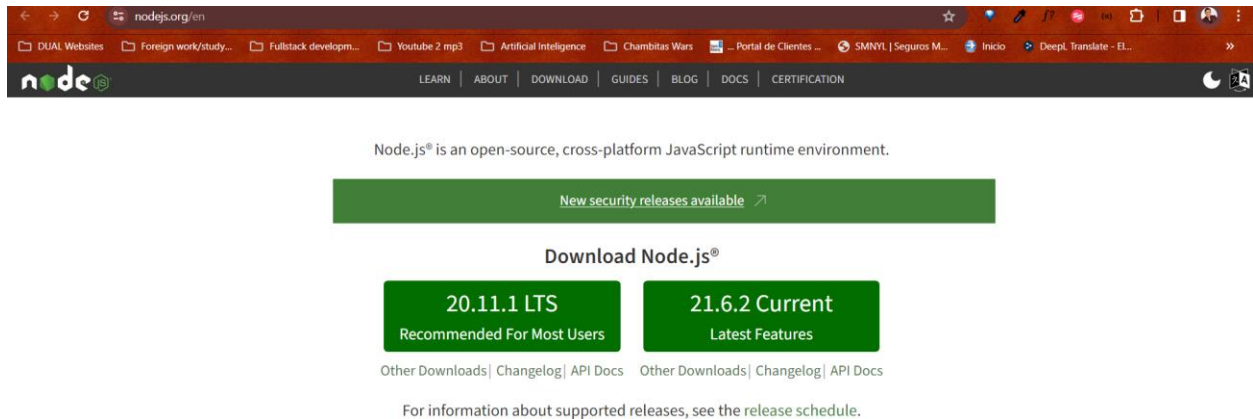 nodejs.org/en
DUAL Websites Foreign work/study... Fullstack developm... Youtube 2 mp3 Artificial Inteligence Chambitas Wars ... Portal de Clientes ... SMNYL | Seguros M... Inicio DeepL Translate - El... »
node JS LEARN | ABOUT | DOWNLOAD | GUIDES | BLOG | DOCS | CERTIFICATION
Node.js® is an open-source, cross-platform JavaScript runtime environment.
New security releases available
Download Node.js®
20.11.1 LTS
Recommended For Most Users
21.6.2 Current
Latest Features
Other Downloads| Changelog| API Docs Other Downloads| Changelog| API Docs
For information about supported releases, see the release schedule.